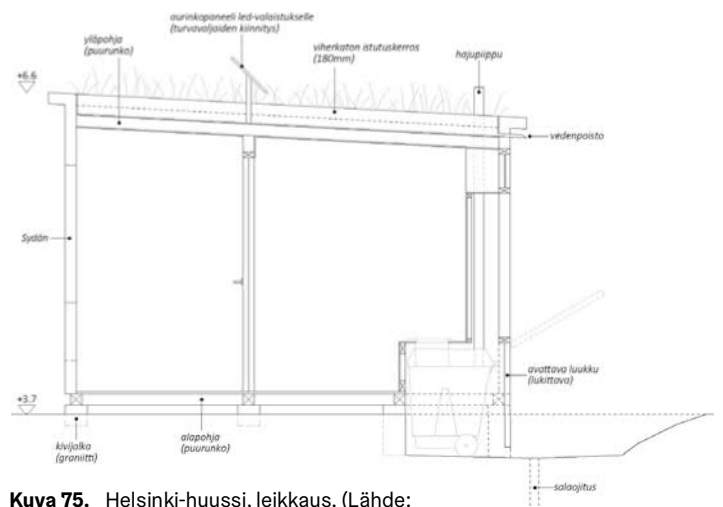 aurinkopaneeli led-valaistukselle
(turvavaljaiden kiinnitys)
yläpohja
(puurunko)
viherkaton istutuskerros
(180mm)
hajupiippu
+6.6
vedenpoisto
Sydän
avattava luukku
(lukittava)
+3.7
kivijalka
(graniitti)
alapohja
(puurunko)
salaojitus
Kuva 75. Helsinki-huussi, leikkaus. (Lähde: